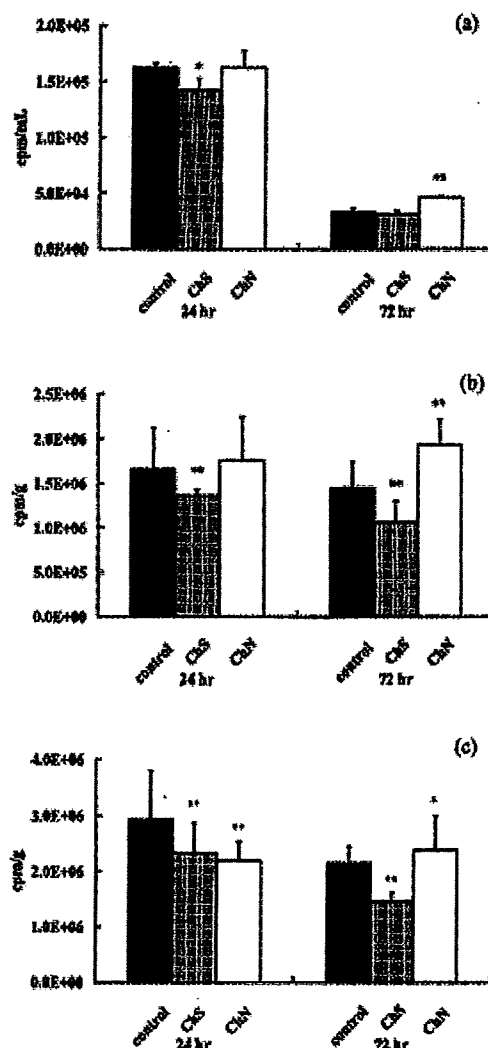 (a)
2.0E+05
1.5E+05
1.0E+05
5.0E+04
0.0E+00
cpm/mL
*
**
control ChS ChN control ChS ChN
24 hr 72 hr
(b)
2.5E+06
2.0E+06
1.5E+06
1.0E+06
5.0E+05
0.0E+00
cpm/g
** ** **
control ChS ChN control ChS ChN
24 hr 72 hr
(c)
4.0E+06
3.0E+06
2.0E+06
1.0E+06
0.0E+00
cpm/g
** ** ** *
control ChS ChN control ChS ChN
24 hr 72 hr